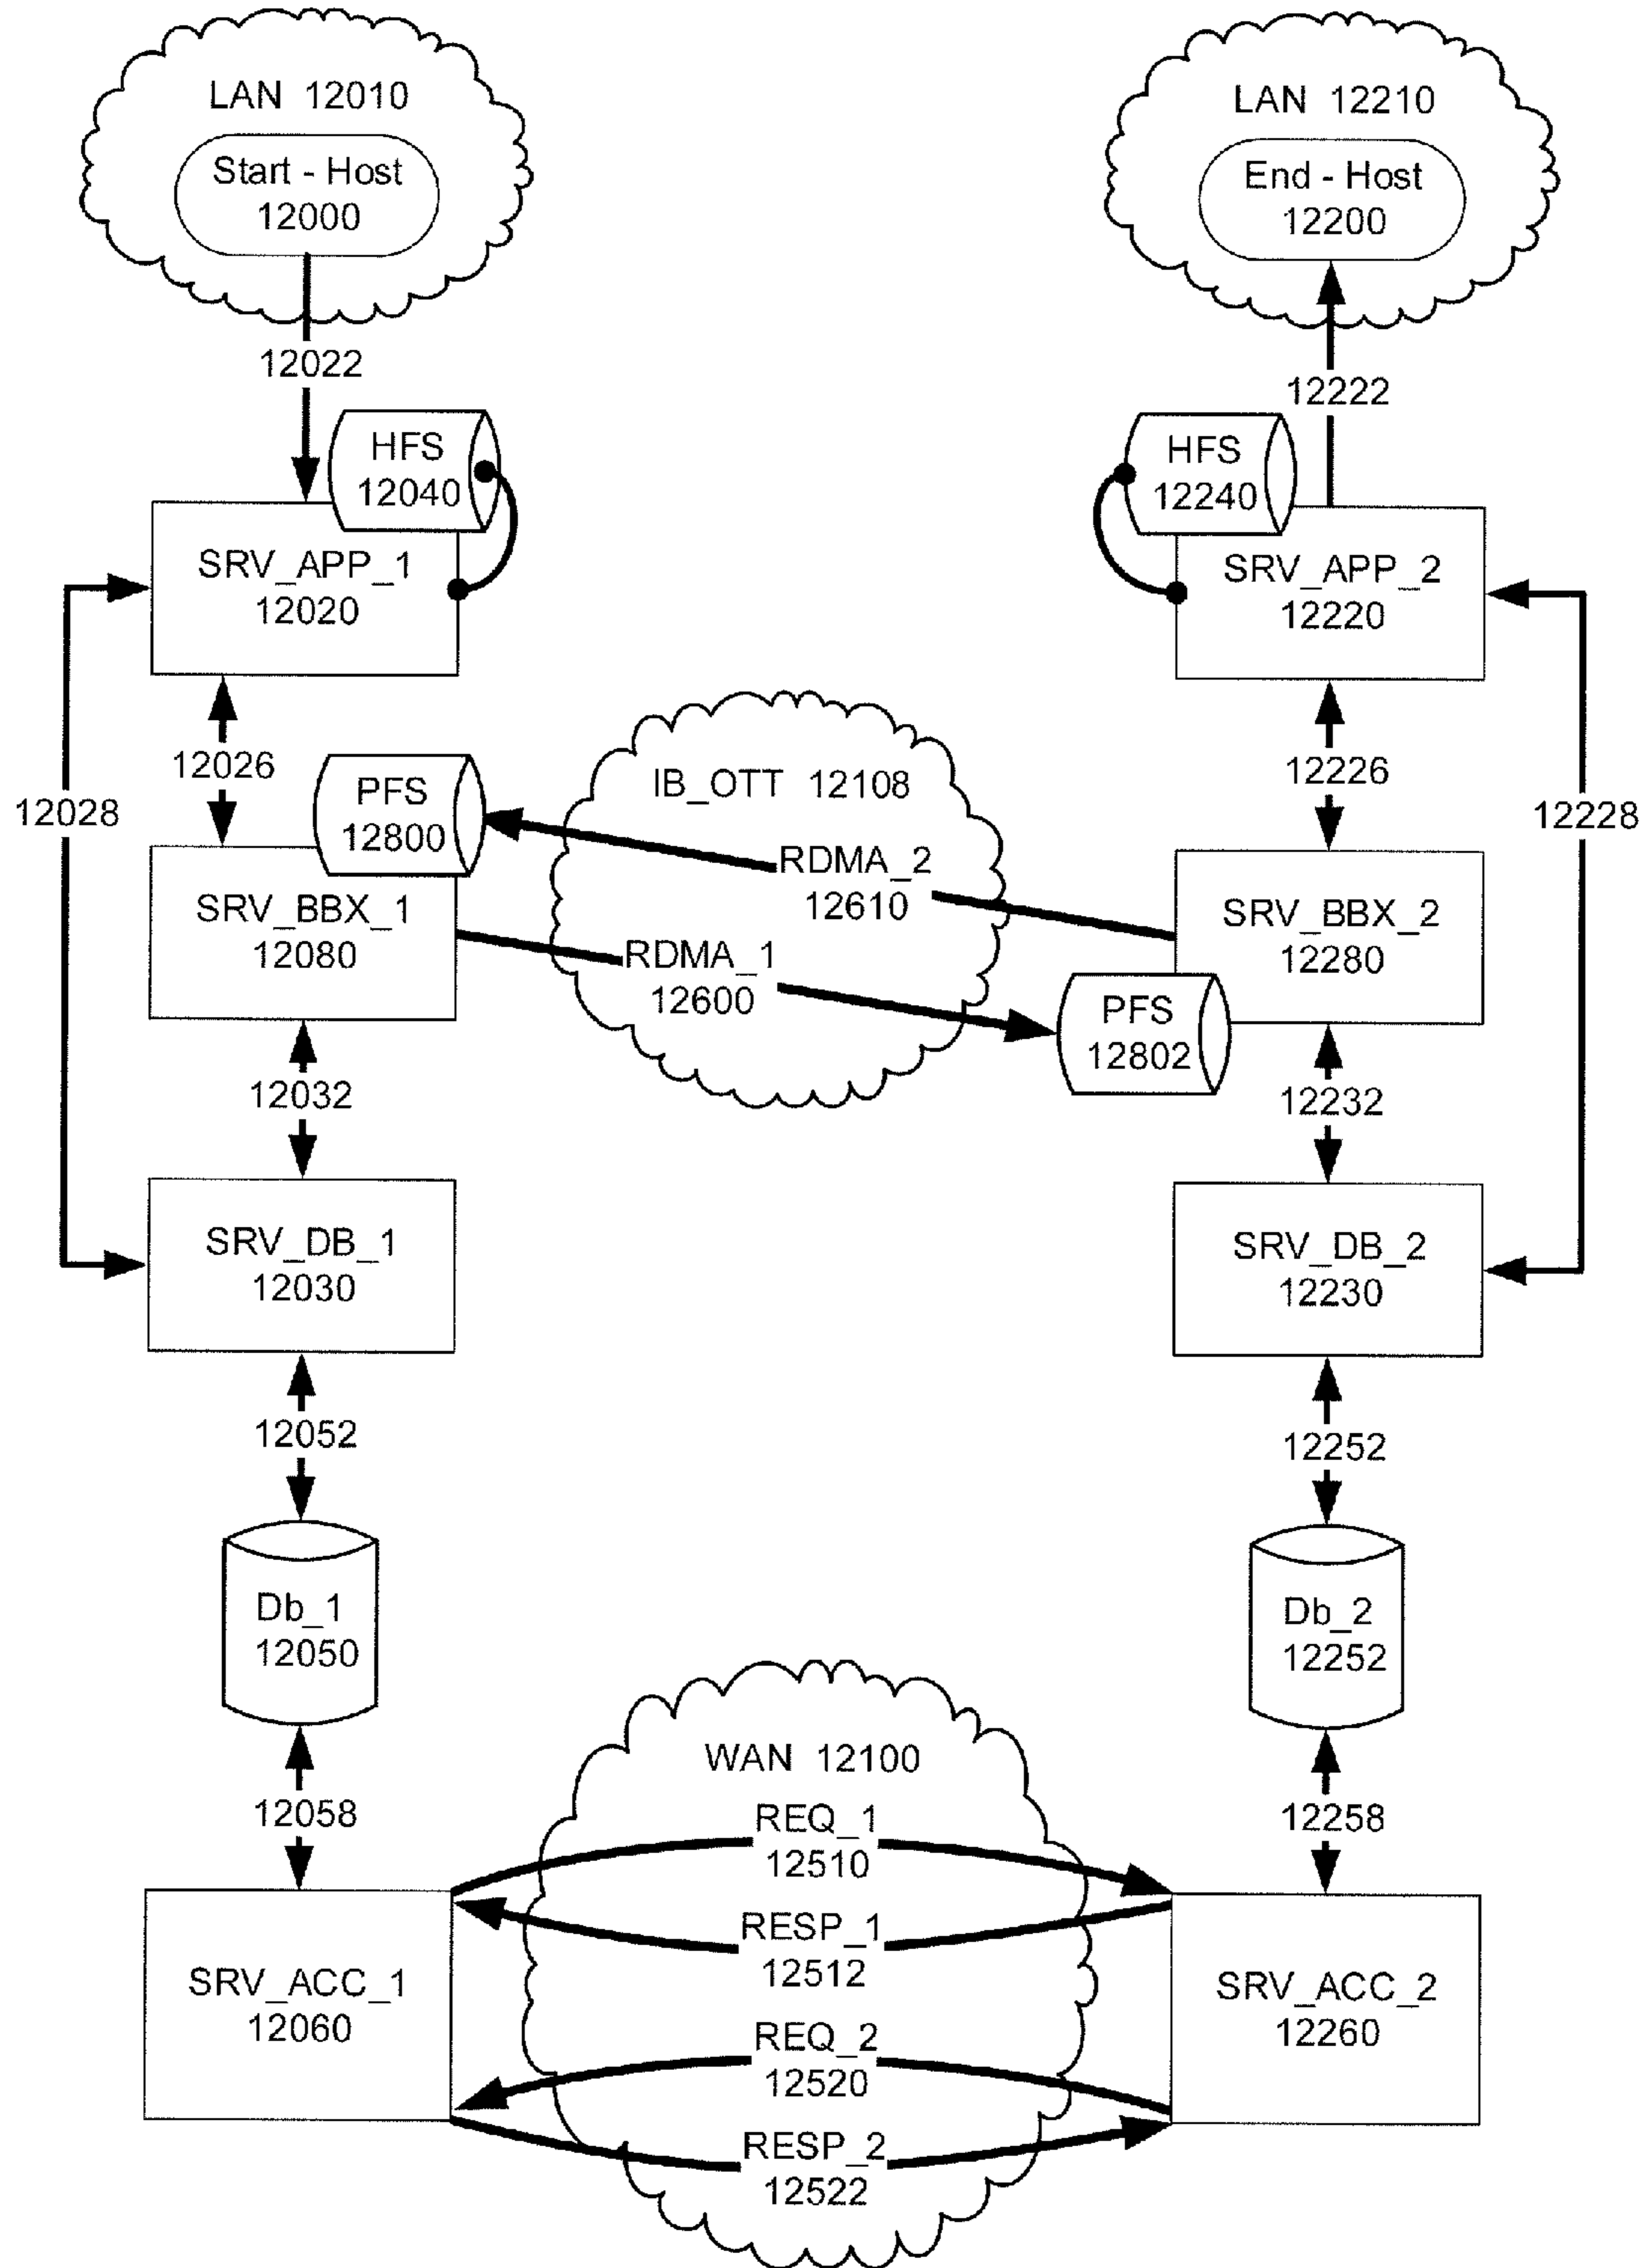 LAN 12010
Start - Host
12000
LAN 12210
End - Host
12200
12022
12222
HFS
12040
HFS
12240
SRV_APP_1
12020
SRV_APP_2
12220
12026
12226
12028
12228
PFS
12800
IB_OTT 12108
RDMA_2
12610
SRV_BBX_1
12080
SRV_BBX_2
12280
RDMA_1
12600
PFS
12802
12032
12232
SRV_DB_1
12030
SRV_DB_2
12230
12052
12252
Db_1
12050
Db_2
12252
WAN 12100
12058
12258
REQ_1
12510
RESP_1
12512
SRV_ACC_1
12060
SRV_ACC_2
12260
REQ_2
12520
RESP_2
12522